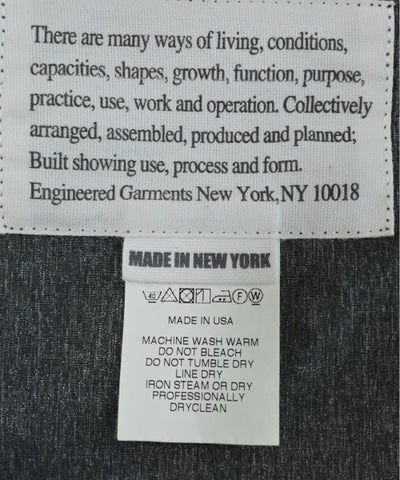 There are many ways of living, conditions,
capacities, shapes, growth, function, purpose,
practice, use, work and operation. Collectively
arranged, assembled, produced and planned;
Built showing use, process and form.
Engineered Garments New York, NY 10018
MADE IN NEW YORK
40 F W
MADE IN USA
MACHINE WASH WARM
DO NOT BLEACH
DO NOT TUMBLE DRY
LINE DRY
IRON STEAM OR DRY
PROFESSIONALLY
DRYCLEAN